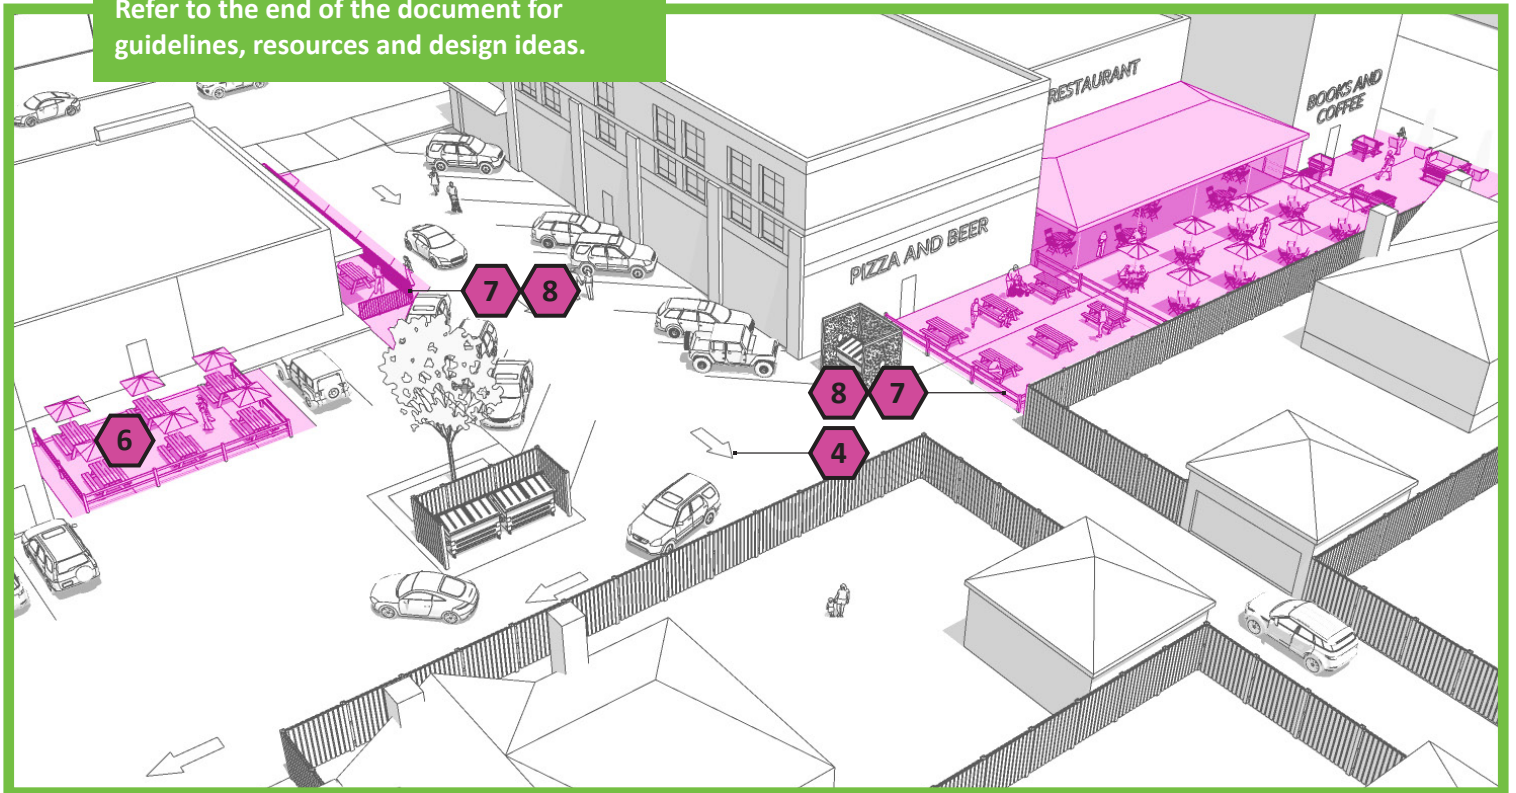 Refer to the end of the document for
guidelines, resources and design ideas.
RESTAURANT
BOOKS AND
COFFEE
PIZZA AND BEER
7 8
8 7
6
4